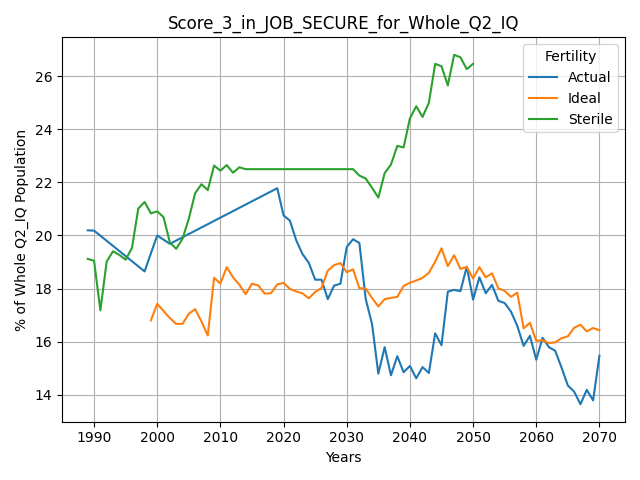 Score_3_in_JOB_SECURE_for_Whole_Q2_IQ
Fertility
Actual
Ideal
Sterile
% of Whole Q2_IQ Population
26
24
22
20
18
16
14
1990 2000 2010 2020 2030 2040 2050 2060 2070
Years